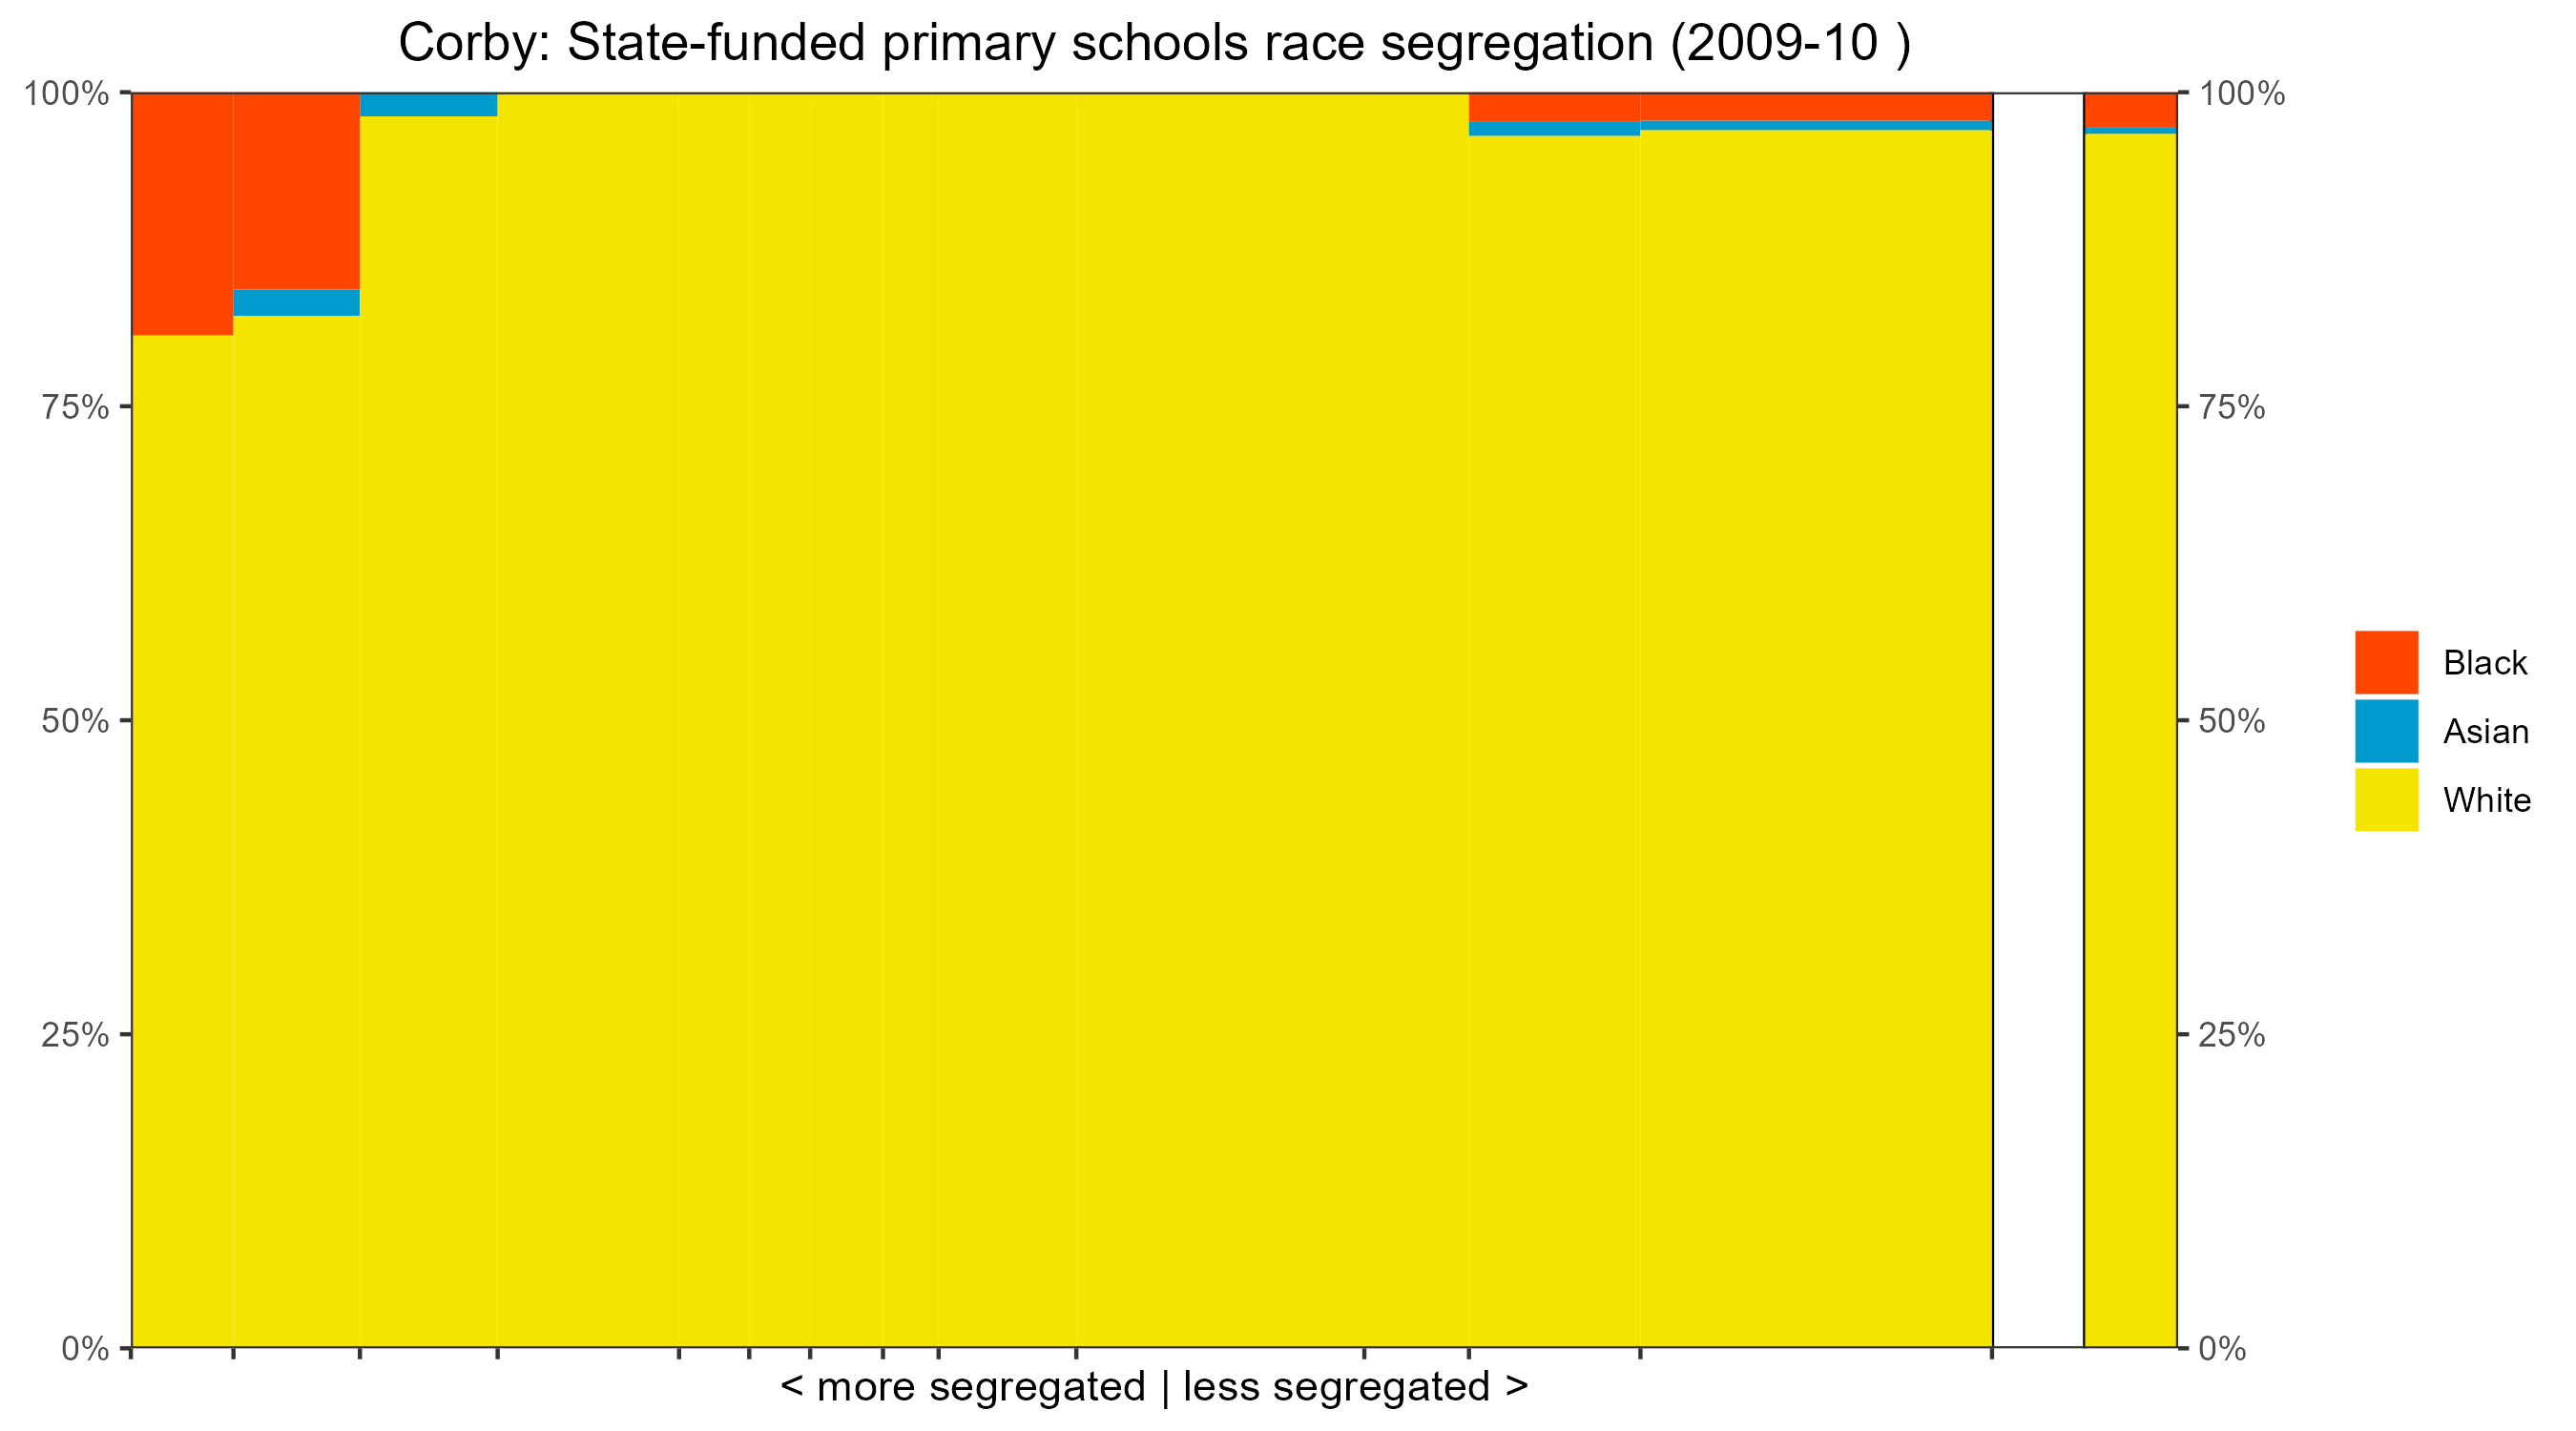 Corby: State-funded primary schools race segregation (2009-10 )
100%
75%
50%
25%
0%
100%
75%
50%
25%
0%
Black
Asian
White
< more segregated | less segregated >